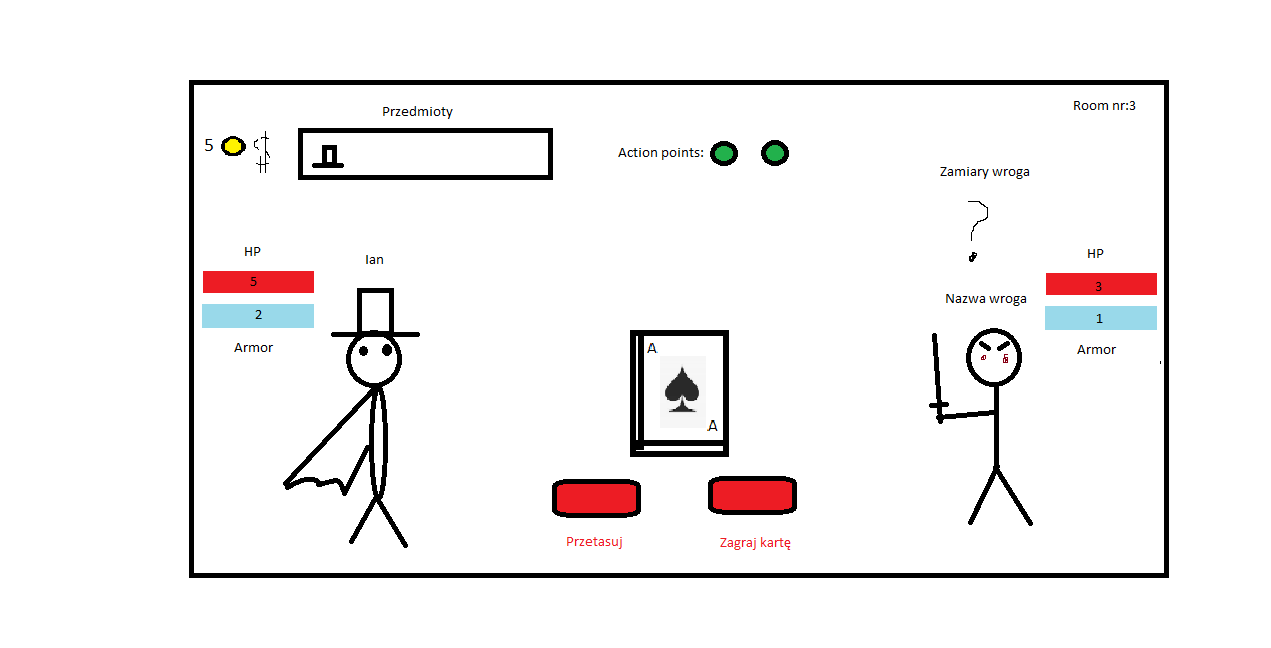 Przedmioty
Room nr:3
5
Action points:
Zamiary wroga
?
HP
Ian
HP
5
3
Nazwa wroga
2
1
Armor
Armor
A
A
Przetasuj
Zagraj kartę